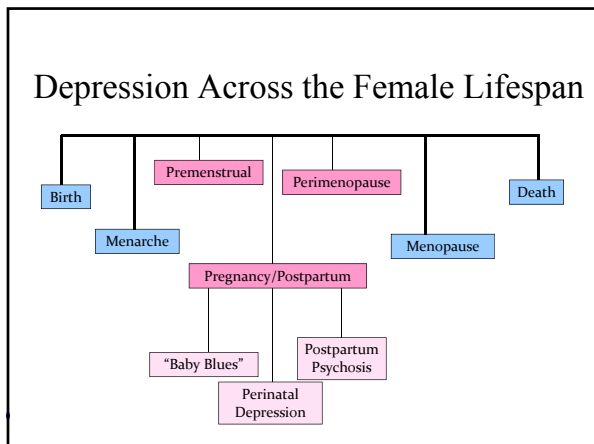 Depression Across the Female Lifespan
Premenstrual
Perimenopause
Birth
Death
Menarche
Menopause
Pregnancy/Postpartum
“Baby Blues”
Postpartum
Psychosis
Perinatal
Depression